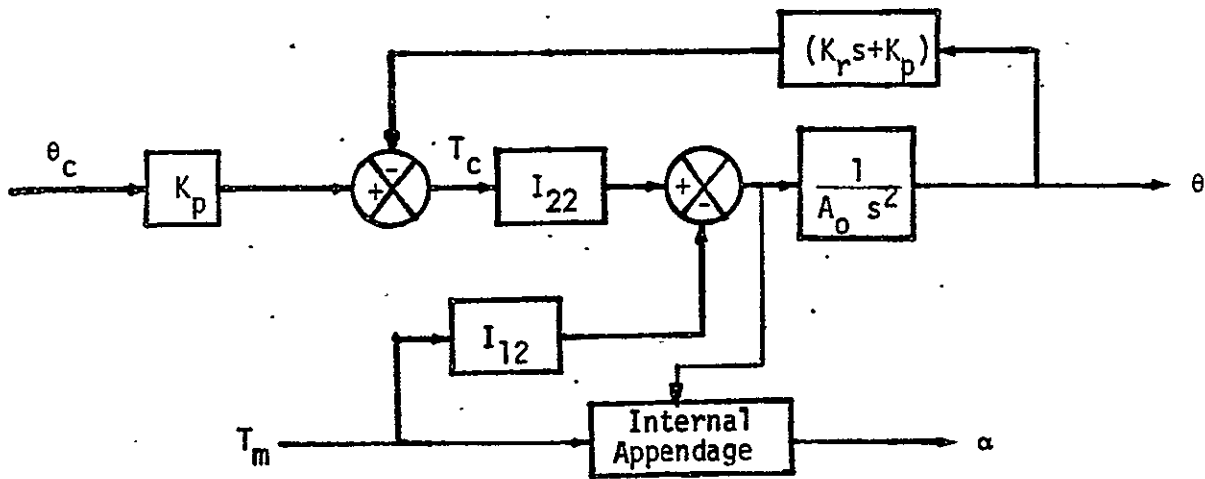 (K_r s+K_p)
θ_c
K_p
-
+
T_c
I_22
+
-
1
A_o s^2
θ
I_12
T_m
Internal
Appendage
α